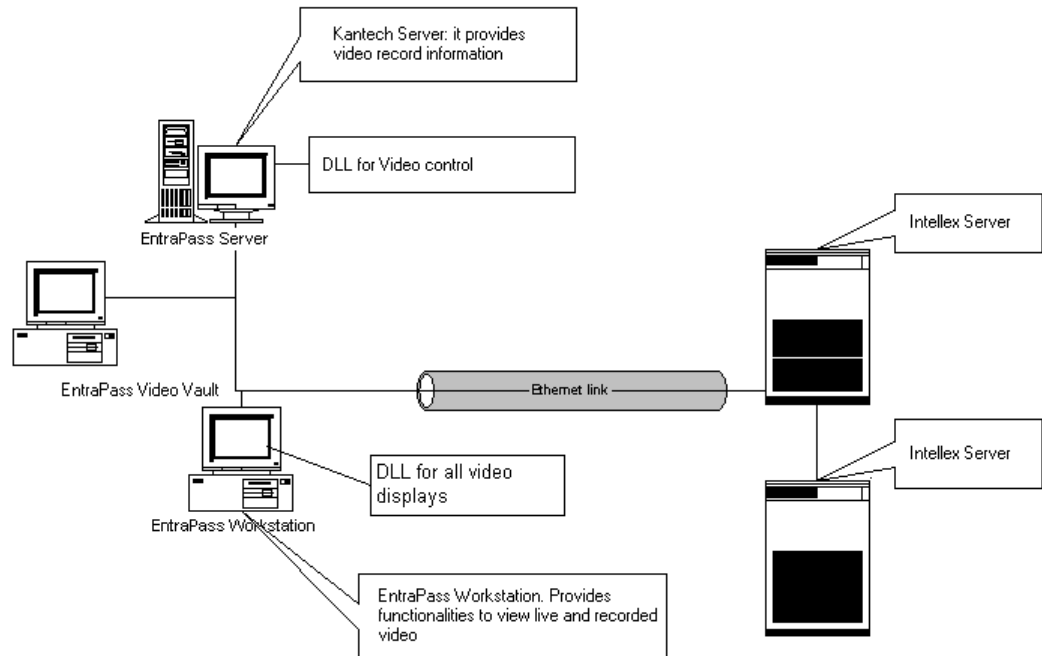 Kantech Server: it provides
video record information
DLL for Video control
EntraPass Server
Intellex Server
EntraPass Video Vault
Ethernet link
Intellex Server
DLL for all video
displays
EntraPass Workstation
EntraPass Workstation. Provides
functionalities to view live and recorded
video